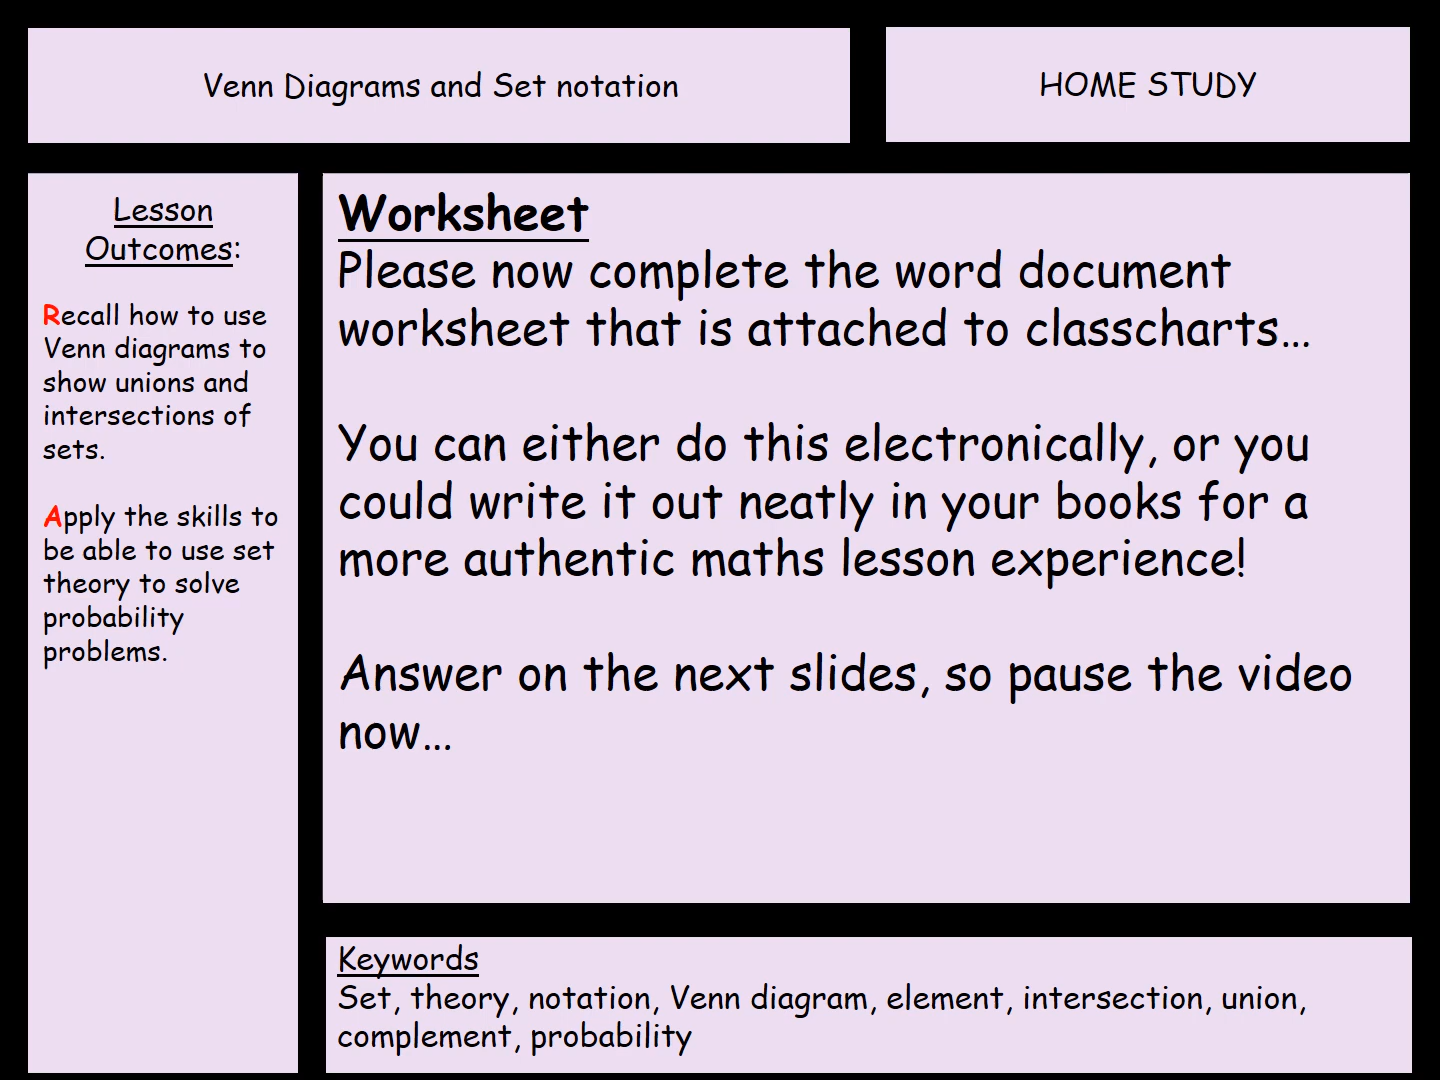 Venn Diagrams and Set notation
HOME STUDY
Lesson
Outcomes:
Recall how to use
Venn diagrams to
show unions and
intersections of
sets.
Apply the skills to
be able to use set
theory to solve
probability
problems.
Worksheet
Please now complete the word document
worksheet that is attached to classcharts...
You can either do this electronically, or you
could write it out neatly in your books for a
more authentic maths lesson experience!
Answer on the next slides, so pause the video
now...
Keywords
Set, theory, notation, Venn diagram, element, intersection, union,
complement, probability